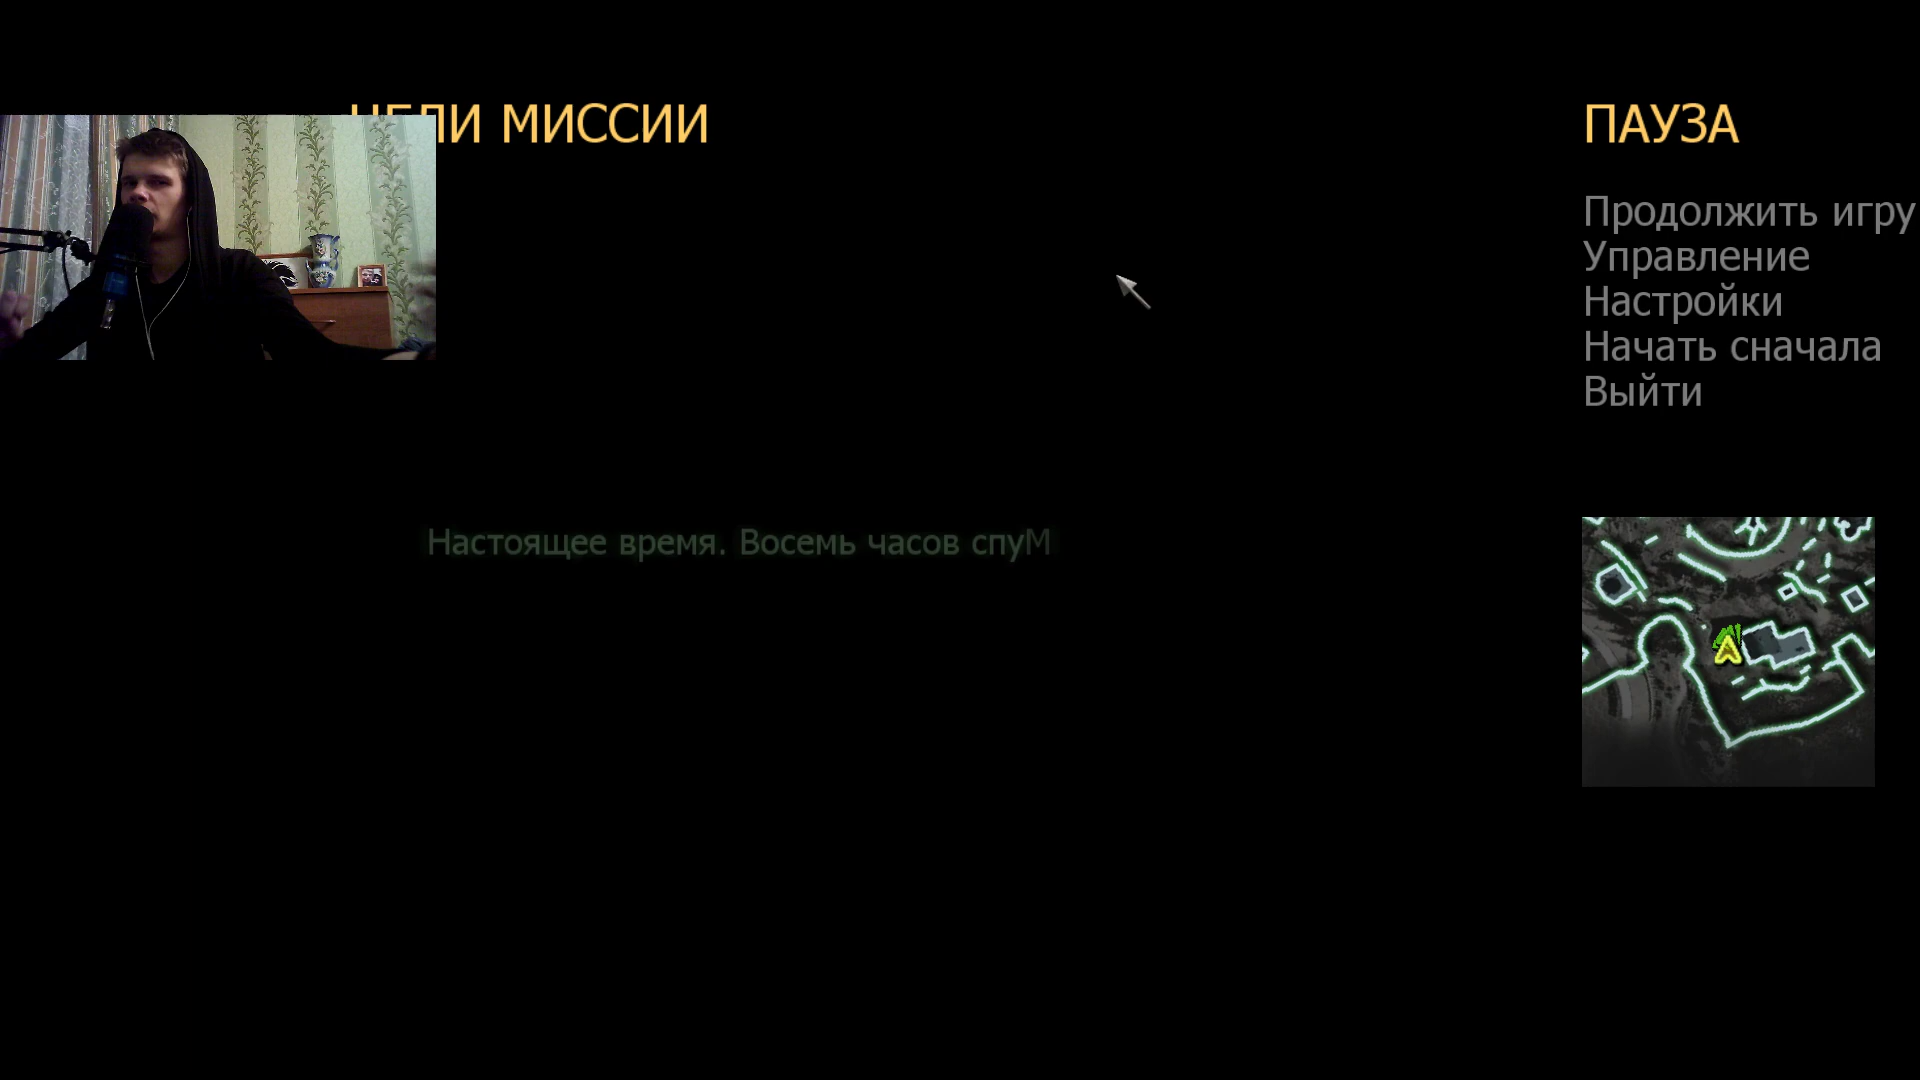 ЦЕЛИ МИССИИ
ПАУЗА
Продолжить игру
Управление
Настройки
Начать сначала
Выйти
Настоящее время. Восемь часов спуМ